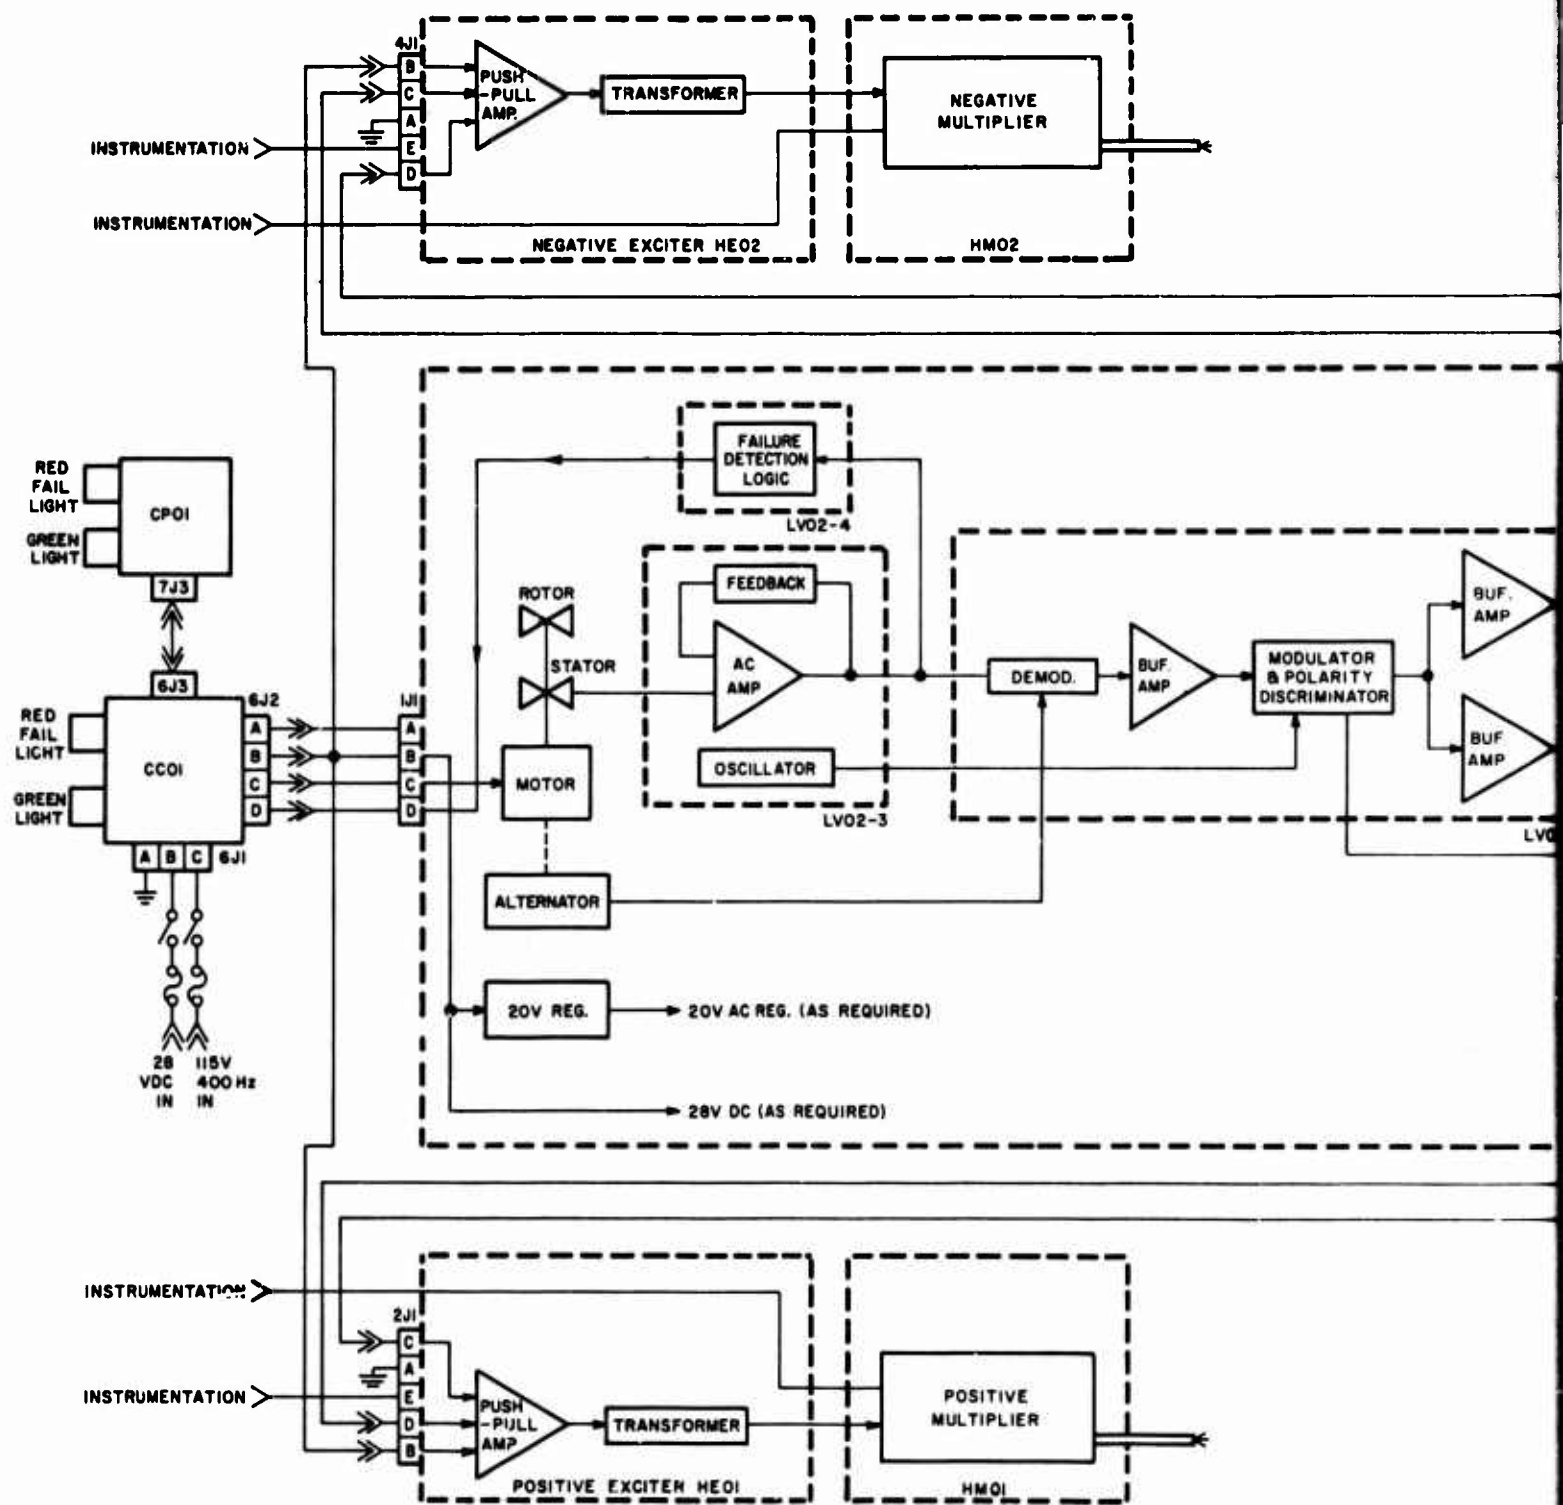 4J1
B
C
A
E
D
PUSH
-PULL
AMP.
TRANSFORMER
NEGATIVE
MULTIPLIER
INSTRUMENTATION
INSTRUMENTATION
NEGATIVE EXCITER HE02
HM02
RED
FAIL
LIGHT
GREEN
LIGHT
CP01
7J3
6J3
RED
FAIL
LIGHT
GREEN
LIGHT
CC01
6J2
A
B
C
D
A B C 6J1
28
VDC
IN
115V
400 Hz
IN
1J1
A
B
C
D
FAILURE
DETECTION
LOGIC
LV02-4
ROTOR
STATOR
MOTOR
ALTERNATOR
FEEDBACK
AC
AMP
OSCILLATOR
LV02-3
DEMOD.
BUF.
AMP
MODULATOR
& POLARITY
DISCRIMINATOR
BUF.
AMP
BUF
AMP
20V REG.
20V AC REG. (AS REQUIRED)
28V DC (AS REQUIRED)
INSTRUMENTATION
2J1
C
A
E
D
B
INSTRUMENTATION
PUSH
-PULL
AMP
TRANSFORMER
POSITIVE
MULTIPLIER
POSITIVE EXCITER HE01
HM01